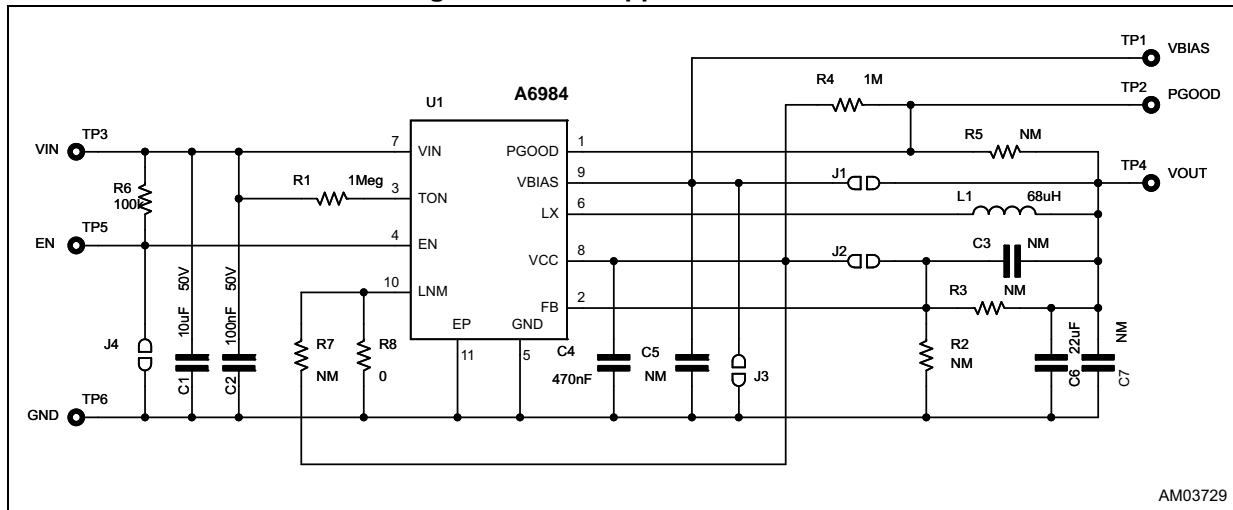 TP1
VBIAS
R4 1M
TP2
PGOOD
A6984
U1
TP3
VIN
7
VIN
PGOOD
1
R5 NM
VBIAS
9
J1
TP4
VOUT
R6
100k
R1 1Meg
3
TON
LX
6
L1 68uH
TP5
EN
4
EN
VCC
8
J2
C3 NM
10
LNM
FB
2
R3 NM
50V
50V
10uF
100nF
EP
GND
11
5
J4
C1
C2
R7
NM
R8
0
C4
470nF
C5
NM
J3
R2
NM
22uF
C6
NM
C7
TP6
GND
AM03729